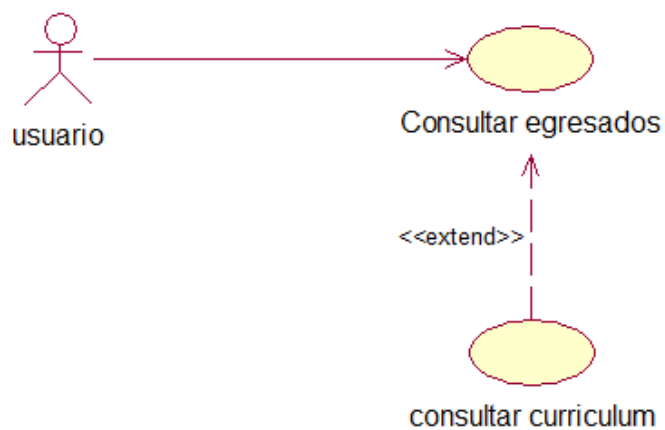 usuario
Consultar egresados
<<extend>>
consultar curriculum